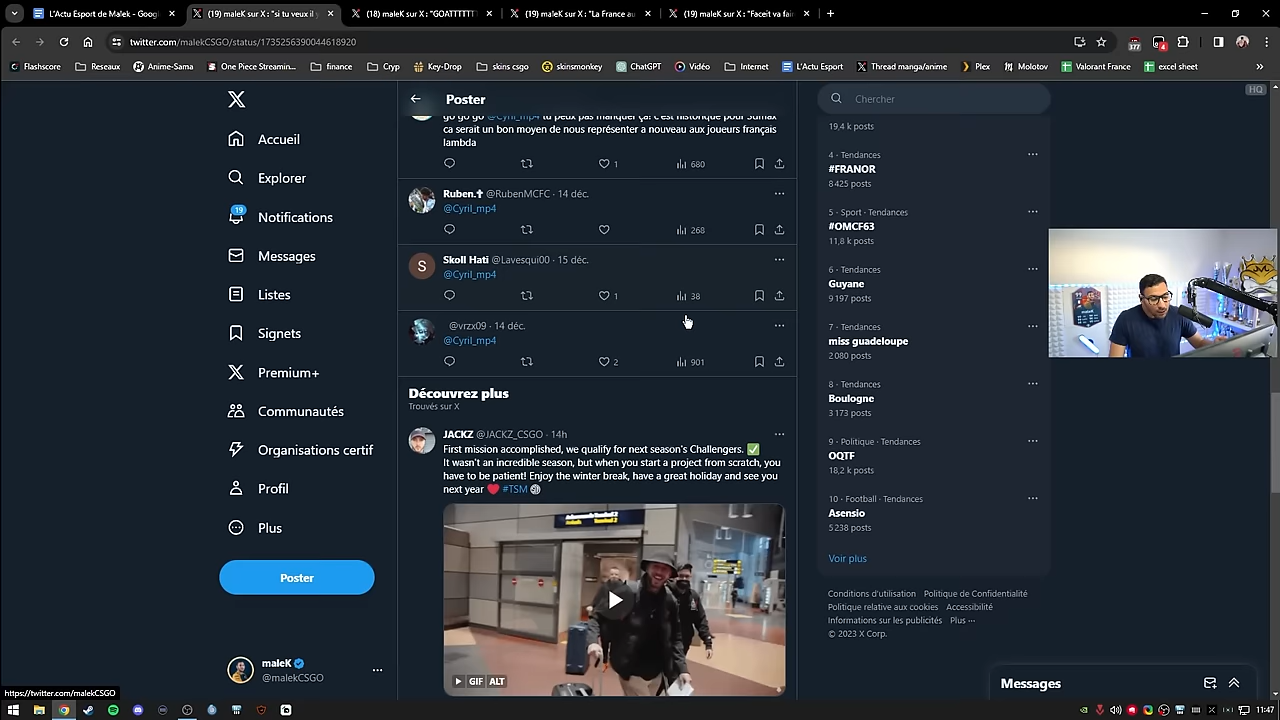 L'Actu Esport de Malek - Googl
(19) maleK sur X : "si tu veux il y
(18) maleK sur X : "GOATTTTT
(19) maleK sur X : "La France au
(19) maleK sur X : "Faceit va fair
twitter.com/malekCSGO/status/1735256390044618920
377
4
Flashscore
Reseaux
Anime-Sama
One Piece Streamin...
finance
Cryp
Key-Drop
skins csgo
skinsmonkey
ChatGPT
Vidéo
Internet
L'Actu Esport
Thread manga/anime
Plex
Molotov
Valorant France
excel sheet
Poster
Chercher
HQ
go go go @Cyril_mp4 tu peux pas manquer ça! c'est historique pour
ca serait un bon moyen de nous représenter a nouveau aux joueurs français
lambda
1
680
Ruben.✝ @RubenMCFC · 14 déc.
@Cyril_mp4
268
S
Skoll Hati @Lavesqui00 · 15 déc.
@Cyril_mp4
1
38
@vrzx09 · 14 déc.
@Cyril_mp4
2
901
Découvrez plus
Trouvés sur X
JACKZ @JACKZ_CSGO · 14h
First mission accomplished, we qualify for next season's Challengers. ✅
It wasn't an incredible season, but when you start a project from scratch, you
have to be patient! Enjoy the winter break, have a great holiday and see you
next year ❤️ #TSM
GIF ALT
Accueil
Explorer
19
Notifications
Messages
Listes
Signets
Premium+
Communautés
Organisations certif
Profil
Plus
Poster
maleK
@malekCSGO
19,4 k posts
4 · Tendances
#FRANOR
8 425 posts
5 · Sport · Tendances
#OMCF63
11,8 k posts
6 · Tendances
Guyane
9 197 posts
7 · Tendances
miss guadeloupe
2 080 posts
8 · Tendances
Boulogne
3 173 posts
9 · Politique · Tendances
OQTF
18,2 k posts
10 · Football · Tendances
Asensio
5 238 posts
Voir plus
Conditions d'utilisation Politique de Confidentialité
Politique relative aux cookies Accessibilité
Informations sur les publicités Plus ···
© 2023 X Corp.
Messages
https://twitter.com/malekCSGO
11:47